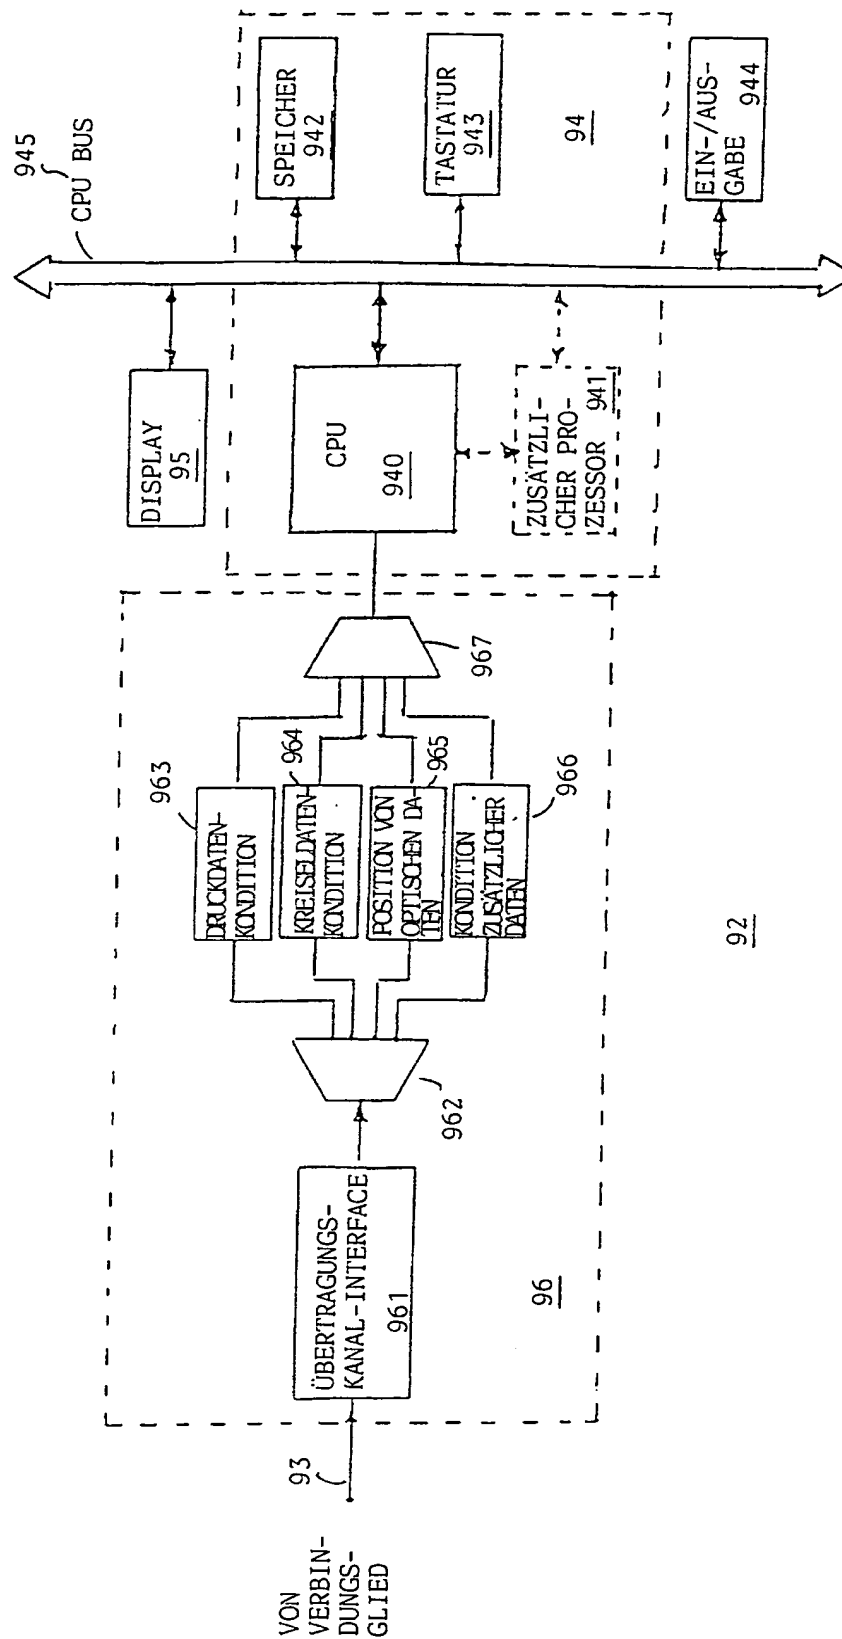 VON
VERBIN-
DUNGS-
GLIED
93
ÜBERTRAGUNGS-
KANAL-INTERFACE
961
96
962
963
DRUCKDATEN-
KONDITION
964
KREISELDATEN-
KONDITION
965
POSITION VON
OPTISCHEN DA-
TEN
966
KONDITION
ZUSÄTZLICHER
DATEN
967
92
DISPLAY
95
CPU
940
ZUSÄTZLI-
CHER PRO-
ZESSOR 941
945
CPU BUS
SPEICHER
942
TASTATUR
943
94
EIN-/AUS-
GABE 944